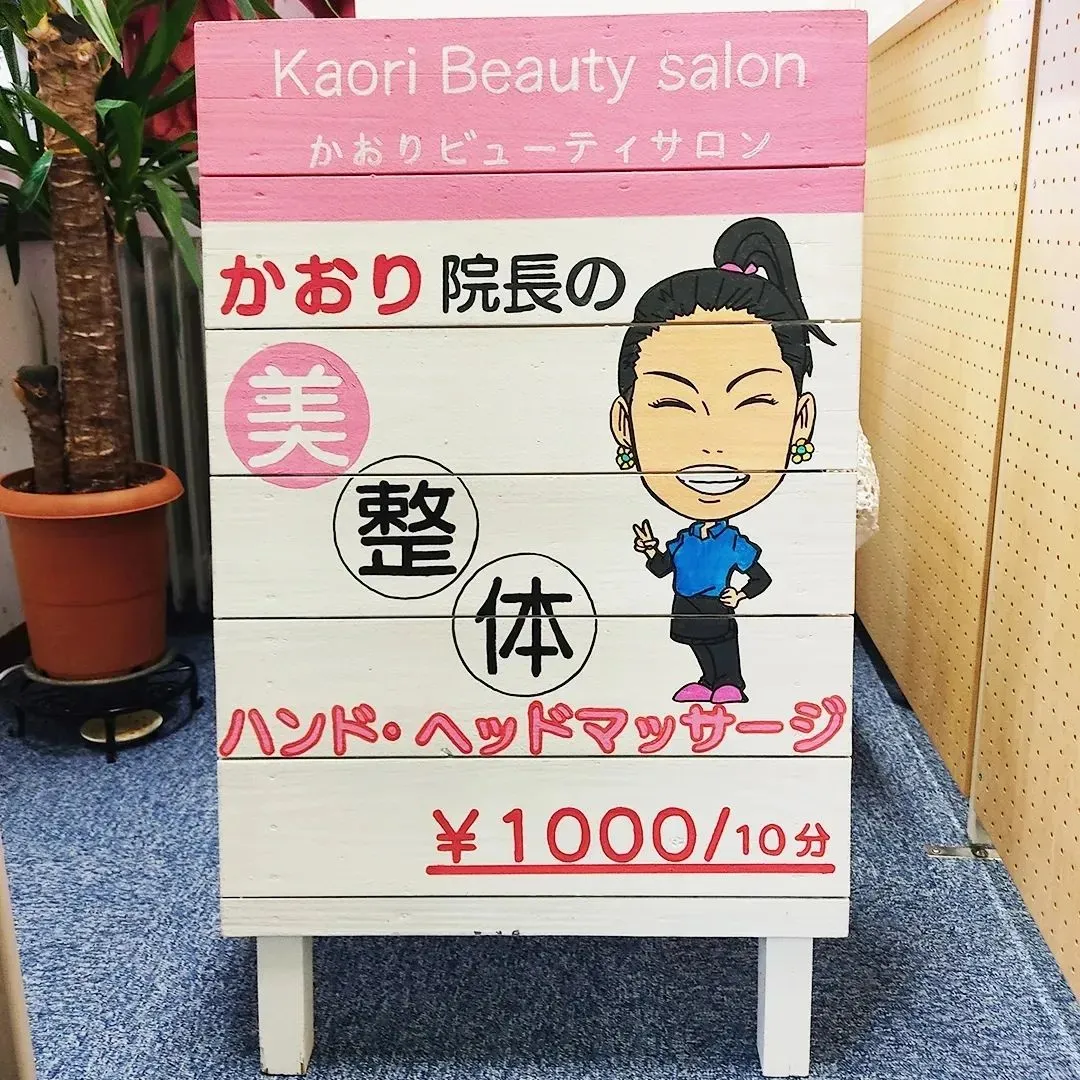 Kaori Beauty salon
かおりビューティサロン
かおり院長の
美
整
体
ハンド・ヘッドマッサージ
¥1000/10分